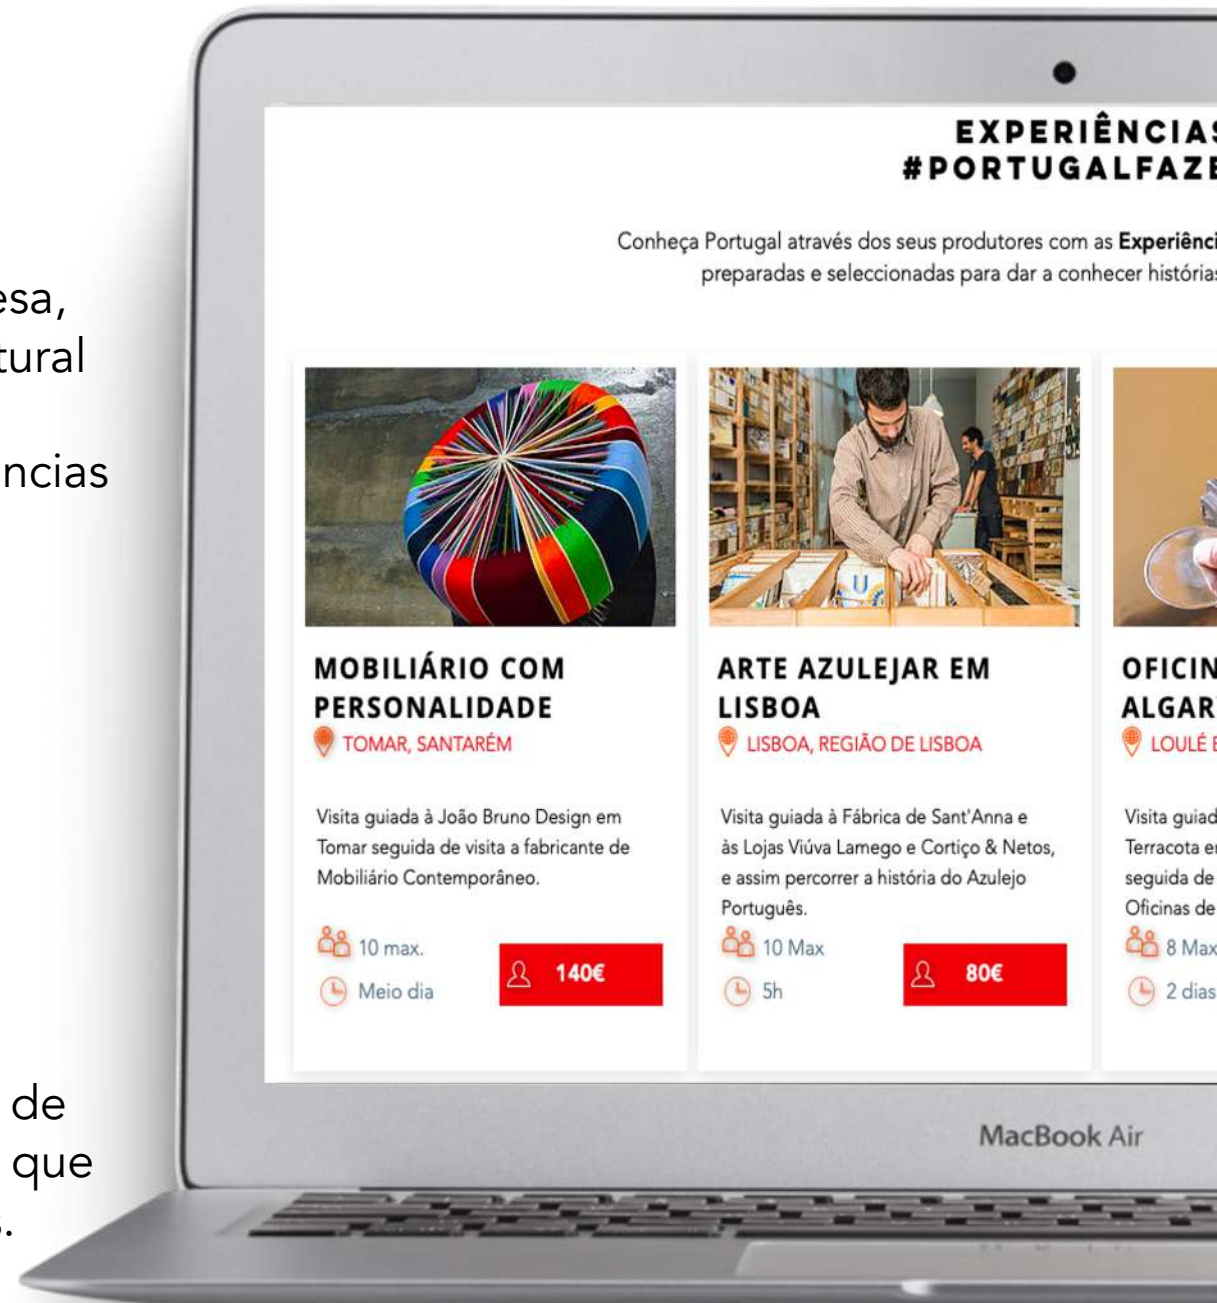 esa,
tural
ncias
de
que
s.
EXPERIÊNCIAS
#PORTUGALFAZE
Conheça Portugal através dos seus produtores com as Experiênci
preparadas e seleccionadas para dar a conhecer histórias
MOBILIÁRIO COM
PERSONALIDADE
TOMAR, SANTARÉM
Visita guiada à João Bruno Design em
Tomar seguida de visita a fabricante de
Mobiliário Contemporâneo.
10 max.
Meio dia
140€
ARTE AZULEJAR EM
LISBOA
LISBOA, REGIÃO DE LISBOA
Visita guiada à Fábrica de Sant'Anna e
às Lojas Viúva Lamego e Cortiço & Netos,
e assim percorrer a história do Azulejo
Português.
10 Max
5h
80€
OFICIN
ALGAR
LOULÉ E
Visita guiad
Terracota e
seguida de
Oficinas de
8 Max
2 dias
MacBook Air